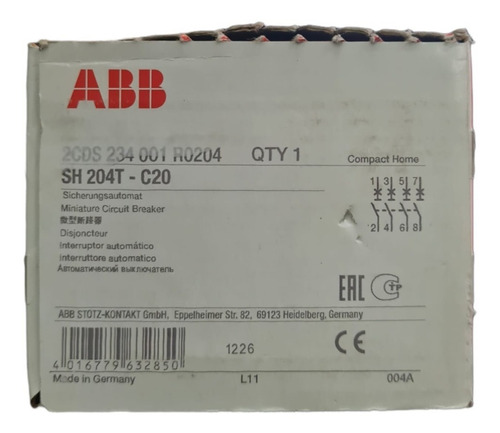 ABB
2CDS 234 001 R0204 QTY 1
Compact Home
SH 204T - C20
Sicherungsautomat
Miniature Circuit Breaker
微型断路器
Disjoncteur
Interruptor automático
Interruttore automatico
Автоматический выключатель
1 3 5 7
2 4 6 8
EAC
C TP
ABB STOTZ-KONTAKT GmbH, Eppelheimer Str. 82, 69123 Heidelberg, Germany
1226
CE
4 016779 632850
Made in Germany L11 004A